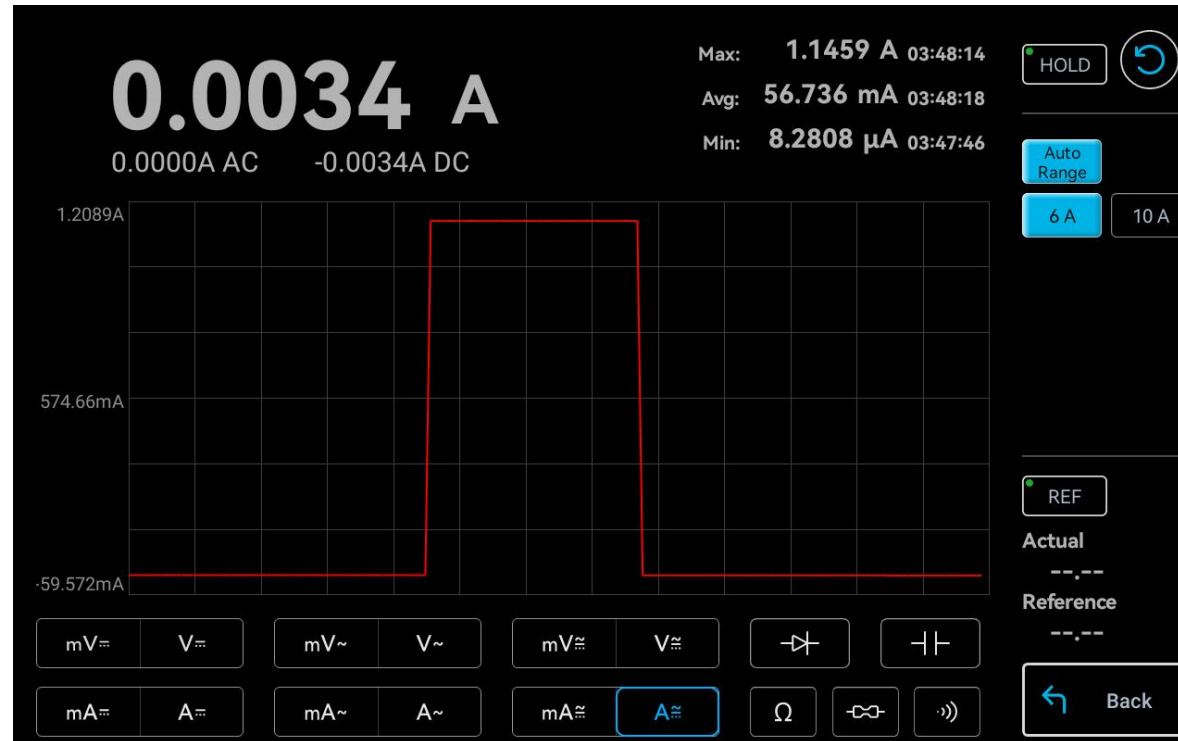 0.0034 A
0.0000A AC -0.0034A DC
Max: 1.1459 A 03:48:14
Avg: 56.736 mA 03:48:18
Min: 8.2808 µA 03:47:46
HOLD
Auto
Range
6 A 10 A
1.2089A
574.66mA
-59.572mA
REF
Actual
--.--
Reference
--.--
mV⎓ V⎓ mV~ V~ mV≅ V≅
mA⎓ A⎓ mA~ A~ mA≅ A≅ Ω
Back